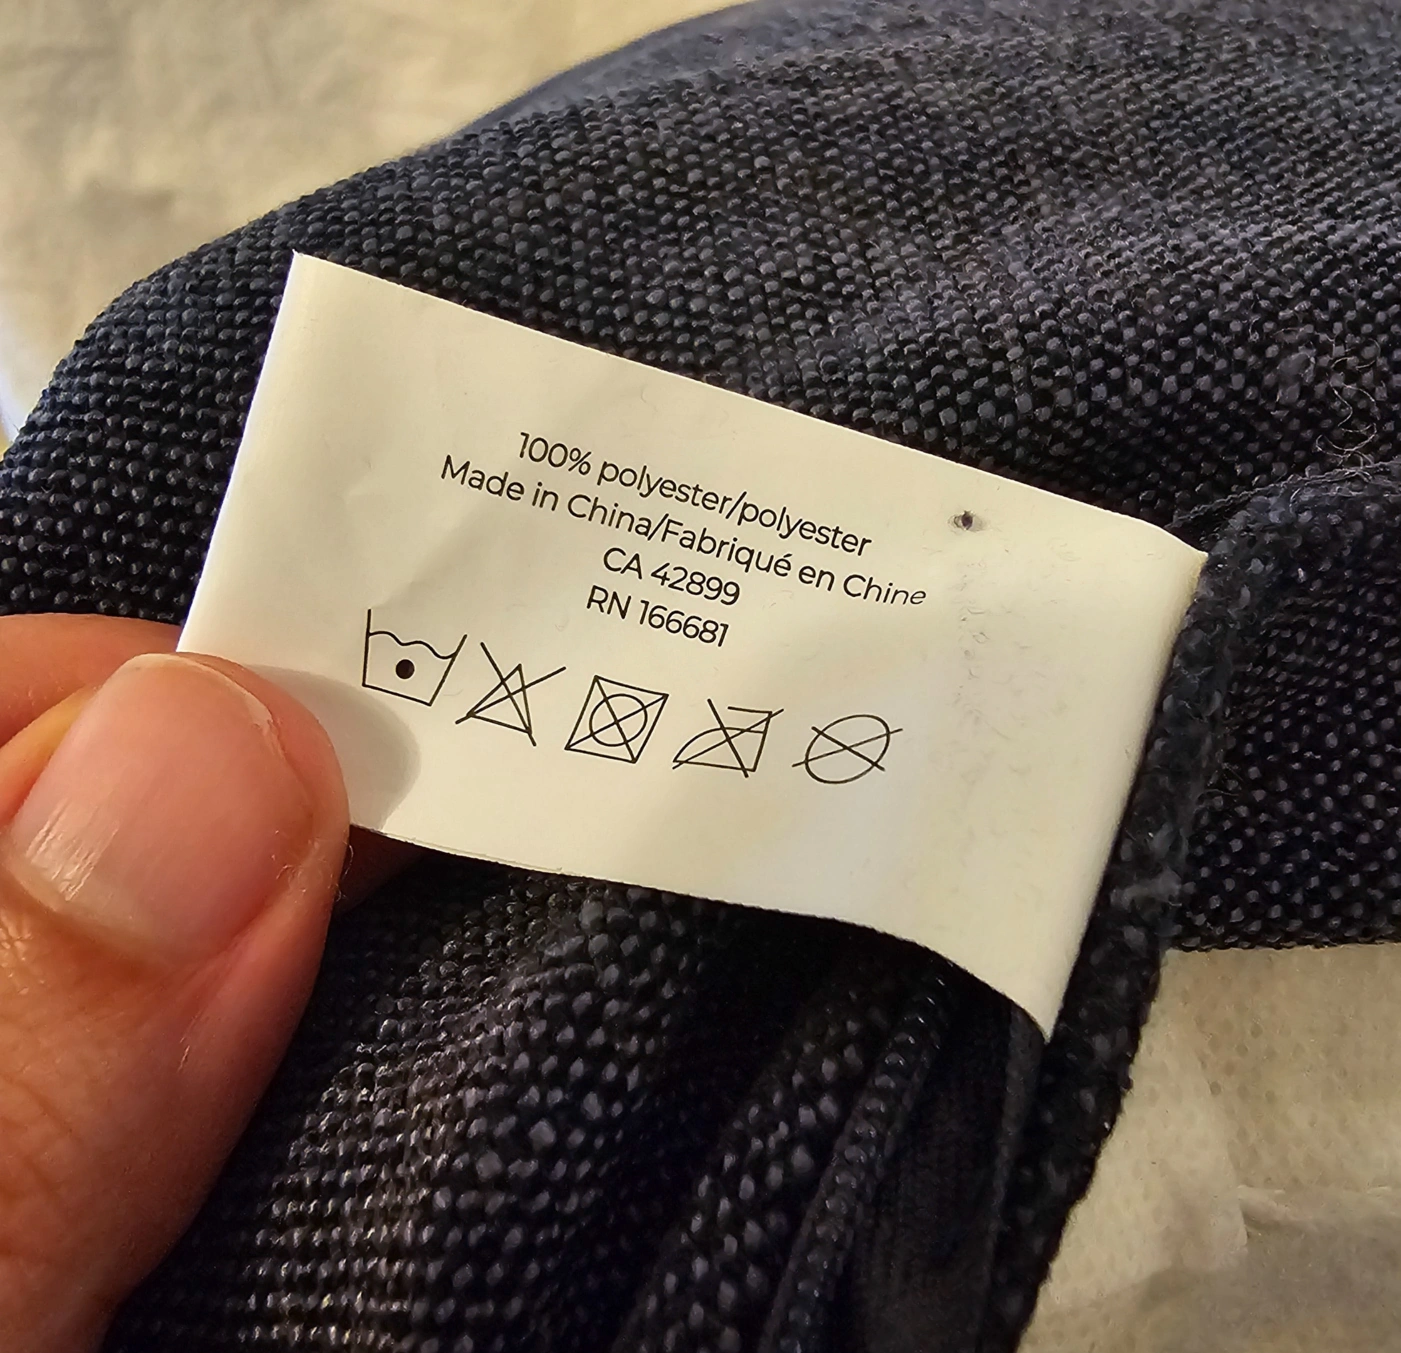 100% polyester/polyester
Made in China/Fabriqué en Chine
CA 42899
RN 166681